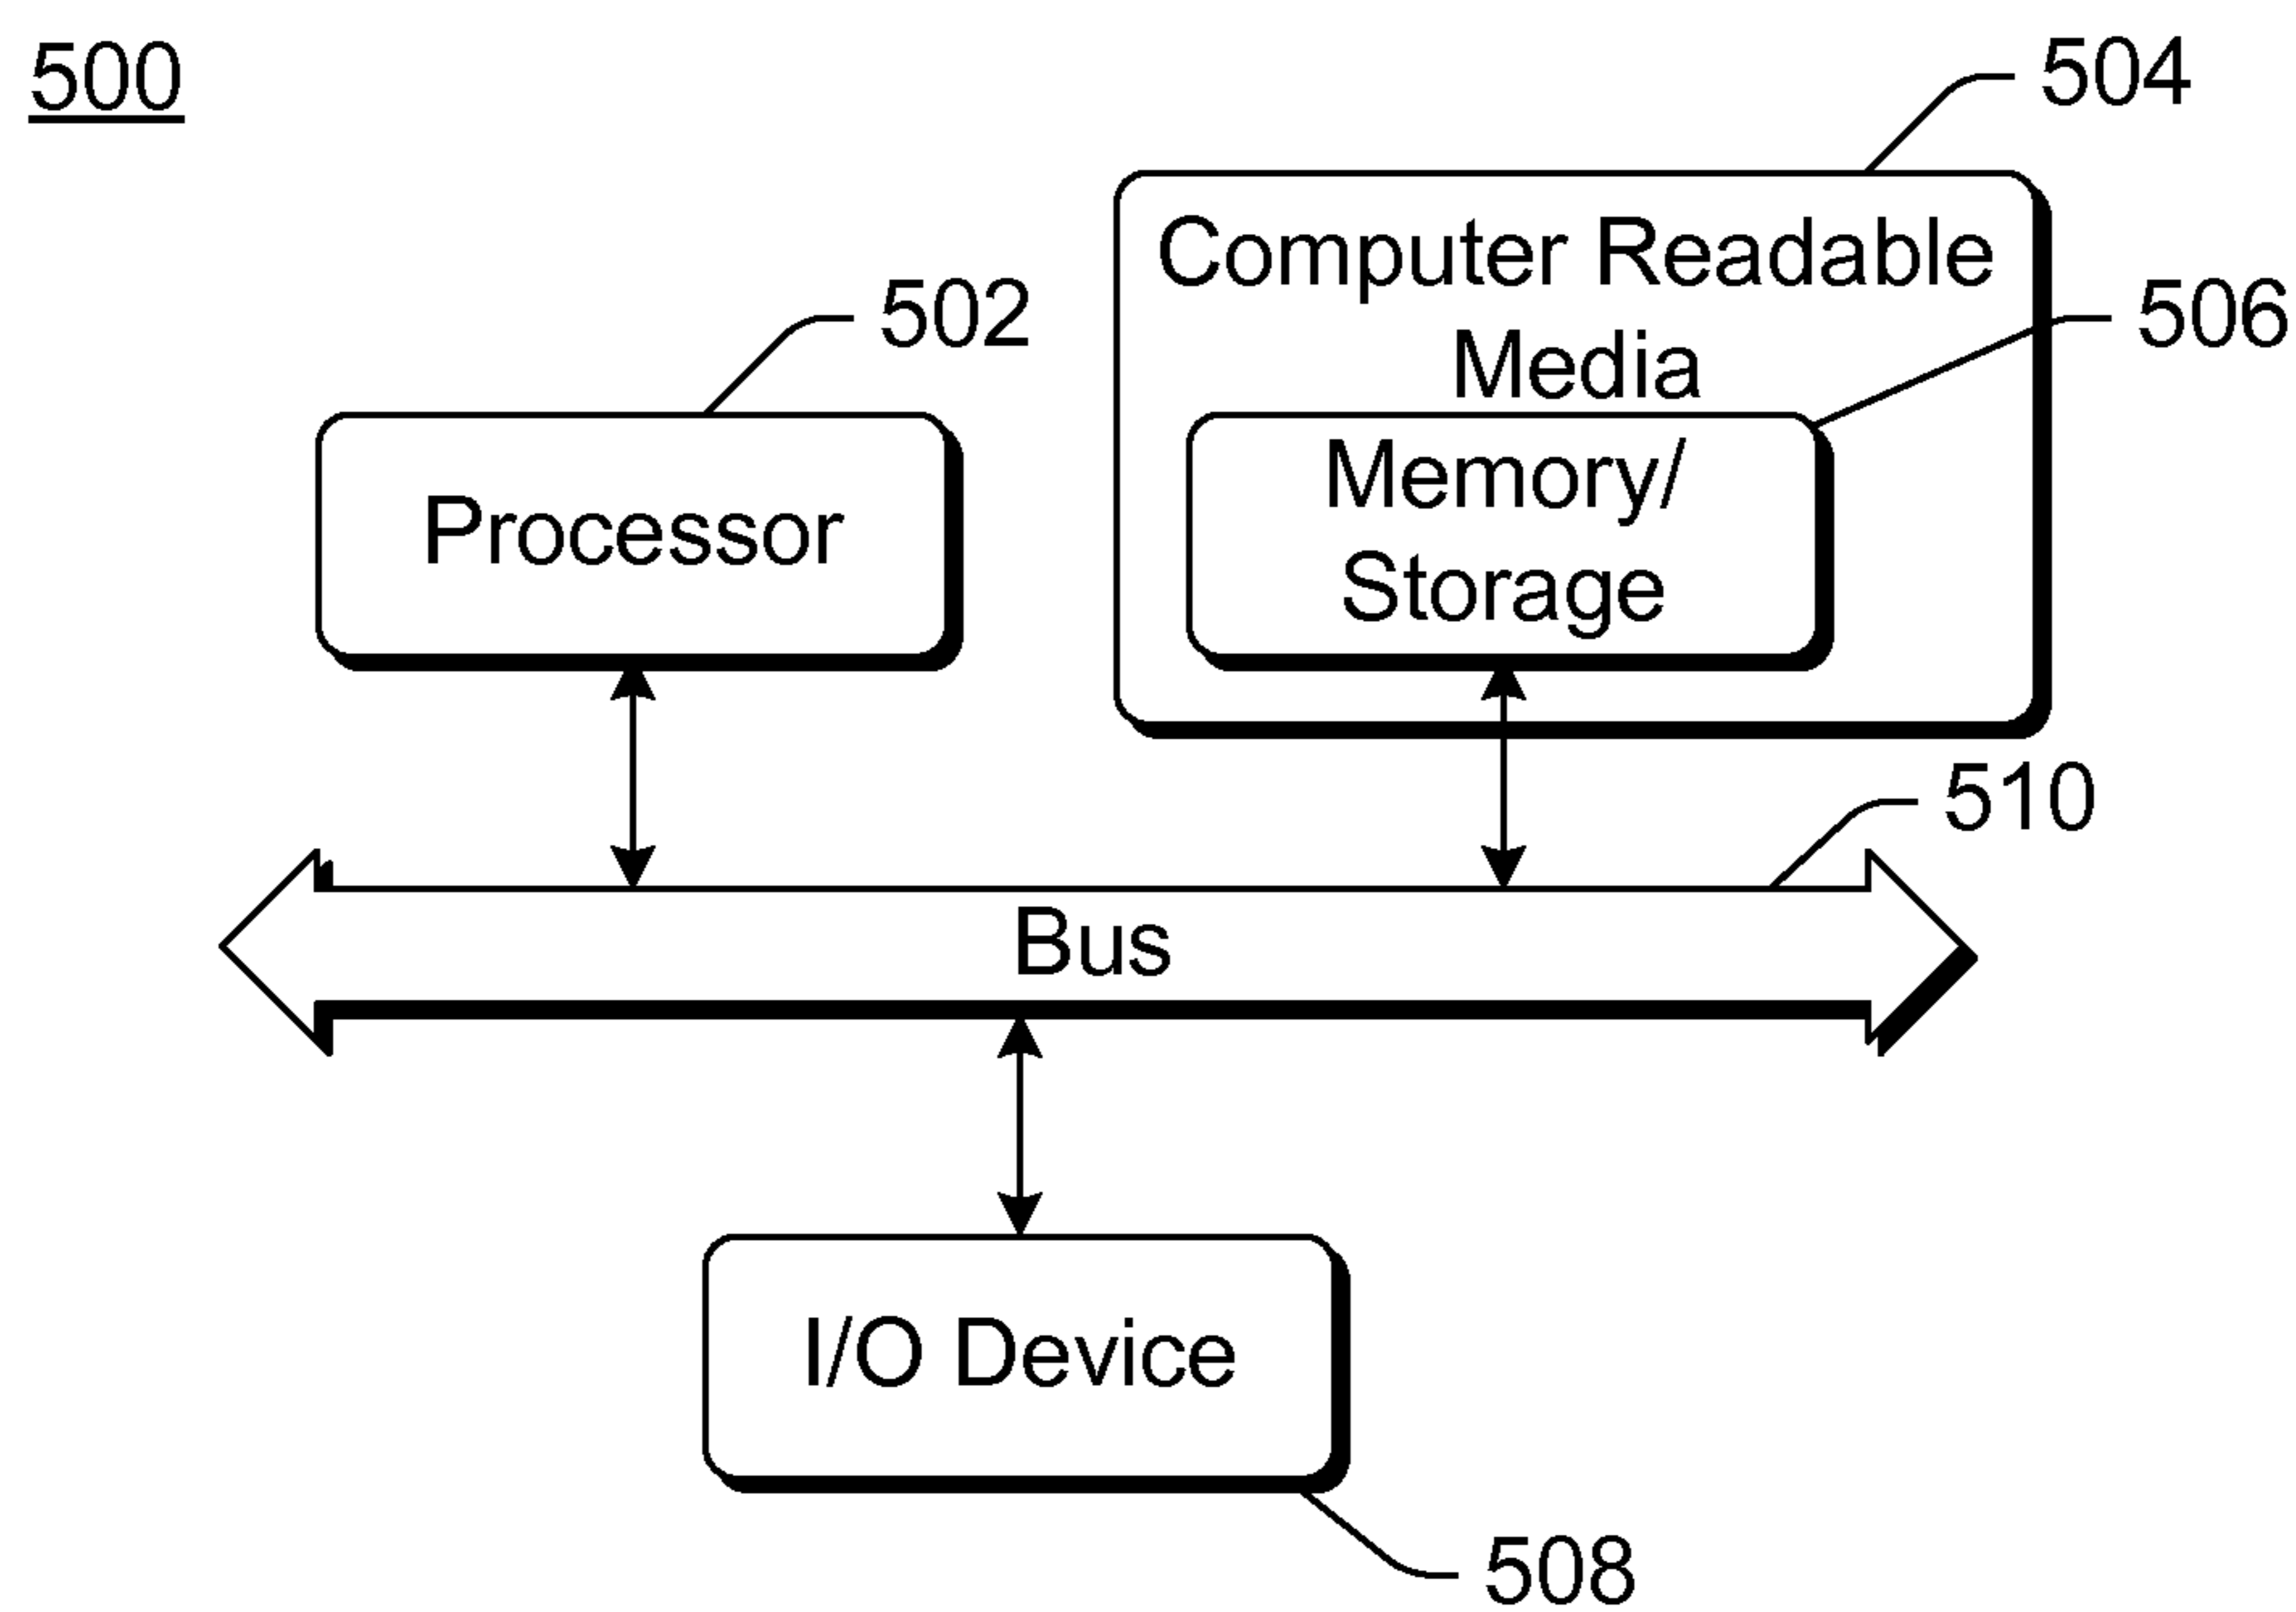 500
504
Computer Readable
Media
502
506
Processor
Memory/
Storage
510
Bus
I/O Device
508